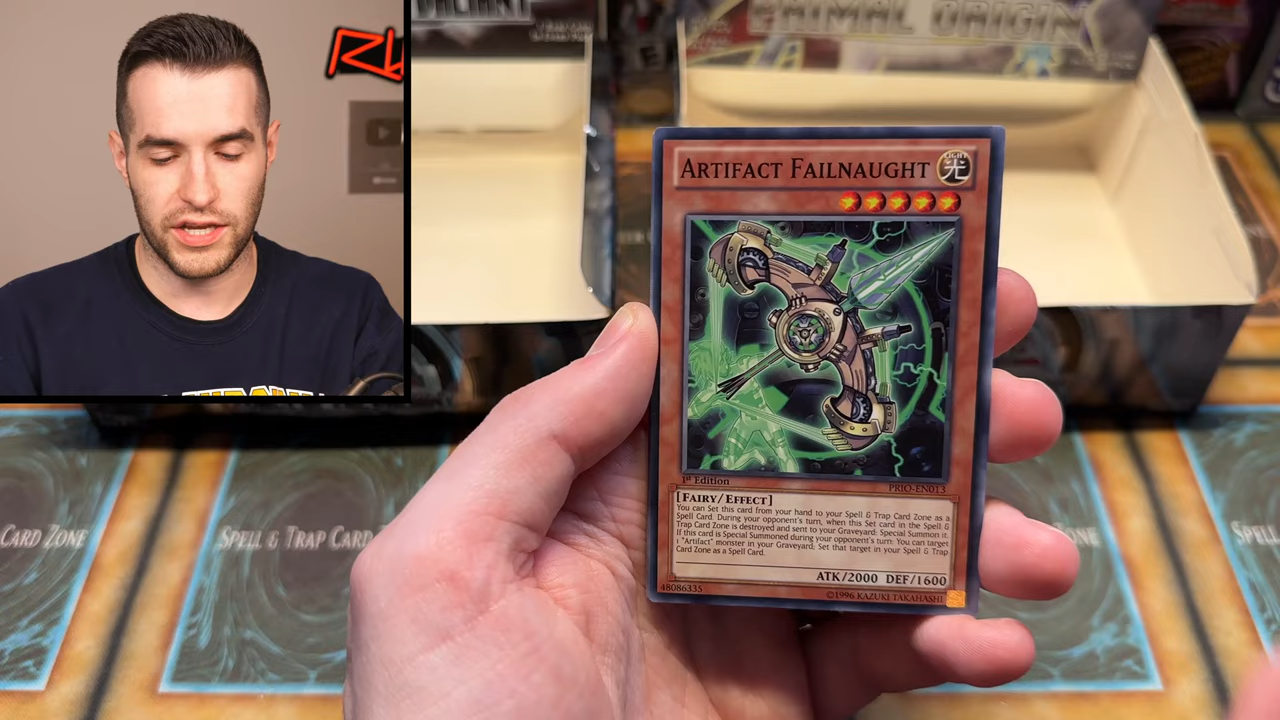 PRIMAL ORIGIN
ARTIFACT FAILNAUGHT
LIGHT
光
1st Edition
PRIO-EN013
[FAIRY/EFFECT]
You can Set this card from your hand to your Spell & Trap Card Zone as a
Spell Card. During your opponent's turn, when this Set card in the Spell &
Trap Card Zone is destroyed and sent to your Graveyard: Special Summon it.
If this card is Special Summoned during your opponent's turn: You can target
1 "Artifact" monster in your Graveyard; Set that target in your Spell & Trap
Card Zone as a Spell Card.
ATK/2000 DEF/1600
48086335
©1996 KAZUKI TAKAHASHI
CARD ZONE
SPELL & TRAP CARD
SPELL